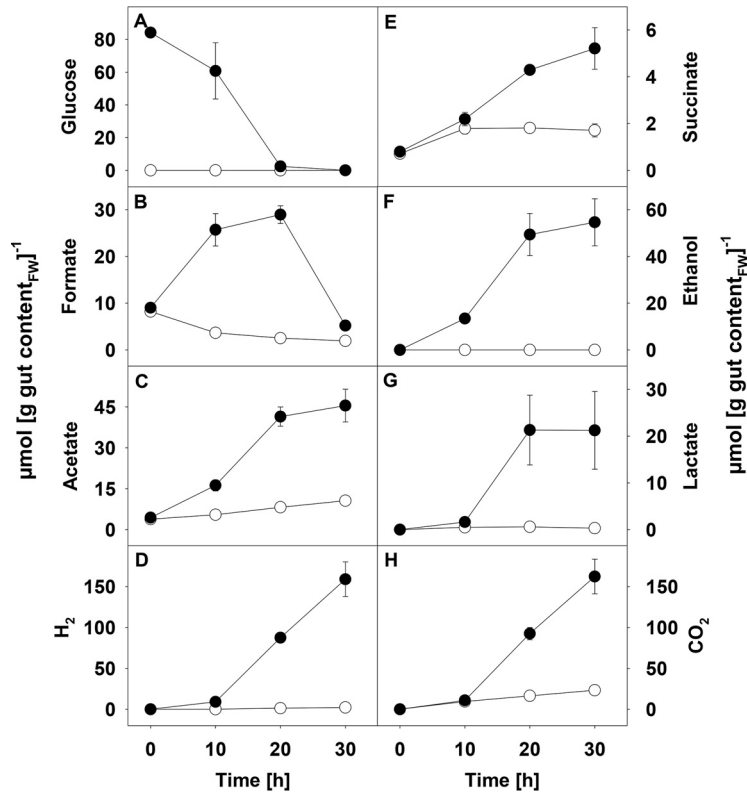 A
80
60
40
20
0
Glucose
E
6
4
2
0
Succinate
B
30
20
10
0
Formate
F
60
40
20
0
Ethanol
µmol [g gut content_FW]⁻¹
µmol [g gut content_FW]⁻¹
C
45
30
15
0
Acetate
G
30
20
10
0
Lactate
D
150
100
50
0
H₂
H
150
100
50
0
CO₂
0 10 20 30
0 10 20 30
Time [h]
Time [h]